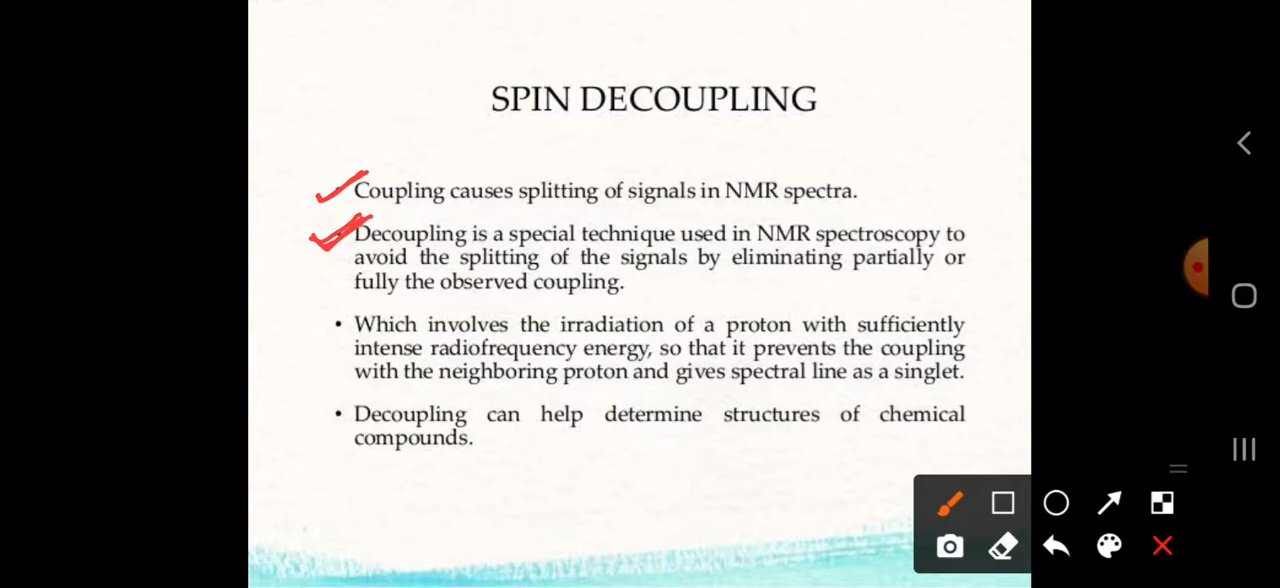 SPIN DECOUPLING
Coupling causes splitting of signals in NMR spectra.
Decoupling is a special technique used in NMR spectroscopy to
avoid the splitting of the signals by eliminating partially or
fully the observed coupling.
• Which involves the irradiation of a proton with sufficiently
intense radiofrequency energy, so that it prevents the coupling
with the neighboring proton and gives spectral line as a singlet.
• Decoupling can help determine structures of chemical
compounds.